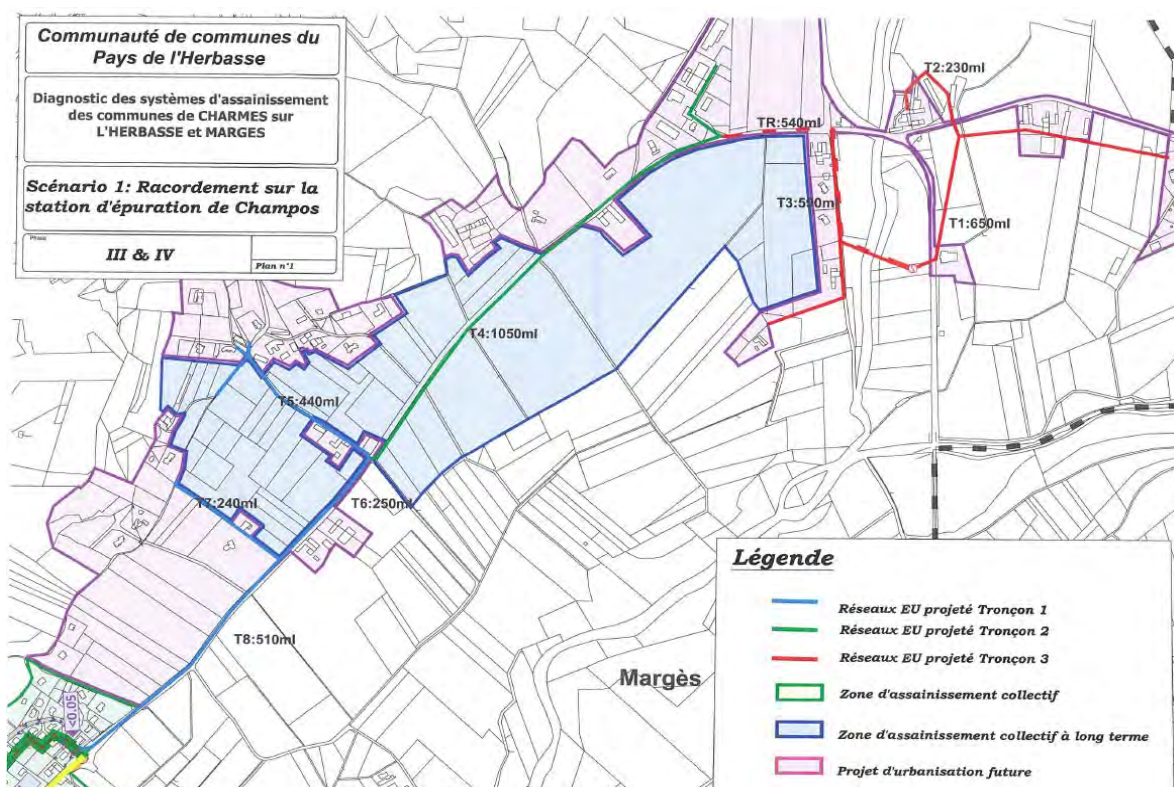 Communauté de communes du
Pays de l'Herbasse
Diagnostic des systèmes d'assainissement
des communes de CHARMES sur
L'HERBASSE et MARGES
Scénario 1: Racordement sur la
station d'épuration de Champos
Phase
III & IV
Plan n°1
T2:230ml
TR:540ml
T3:590ml
T1:650ml
T4:1050ml
T5:440ml
T7:240ml
T6:250ml
T8:510ml
<0.05
Margès
Légende
Réseaux EU projeté Tronçon 1
Réseaux EU projeté Tronçon 2
Réseaux EU projeté Tronçon 3
Zone d'assainissement collectif
Zone d'assainissement collectif à long terme
Projet d'urbanisation future